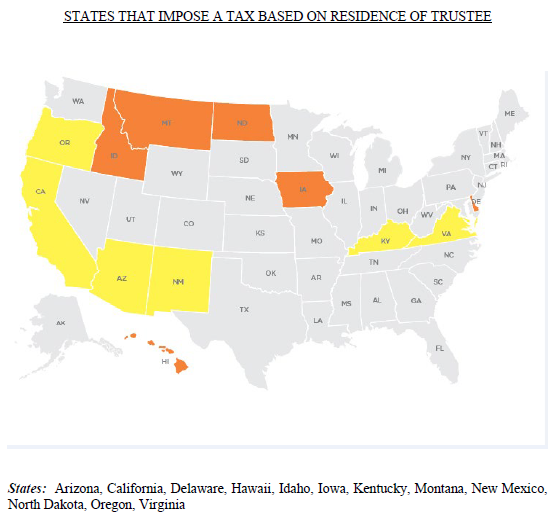 STATES THAT IMPOSE A TAX BASED ON RESIDENCE OF TRUSTEE
WA
ME
MT
ND
VT
OR
MN
NH
ID
WI
NY
MA
SD
CT RI
WY
MI
CA
IA
PA
NJ
NE
NV
OH
DE
IL
IN
UT
CO
WV
VA
KS
MO
KY
NC
TN
AZ
NM
OK
AR
SC
MS
AL
GA
TX
LA
AK
FL
HI
States: Arizona, California, Delaware, Hawaii, Idaho, Iowa, Kentucky, Montana, New Mexico,
North Dakota, Oregon, Virginia